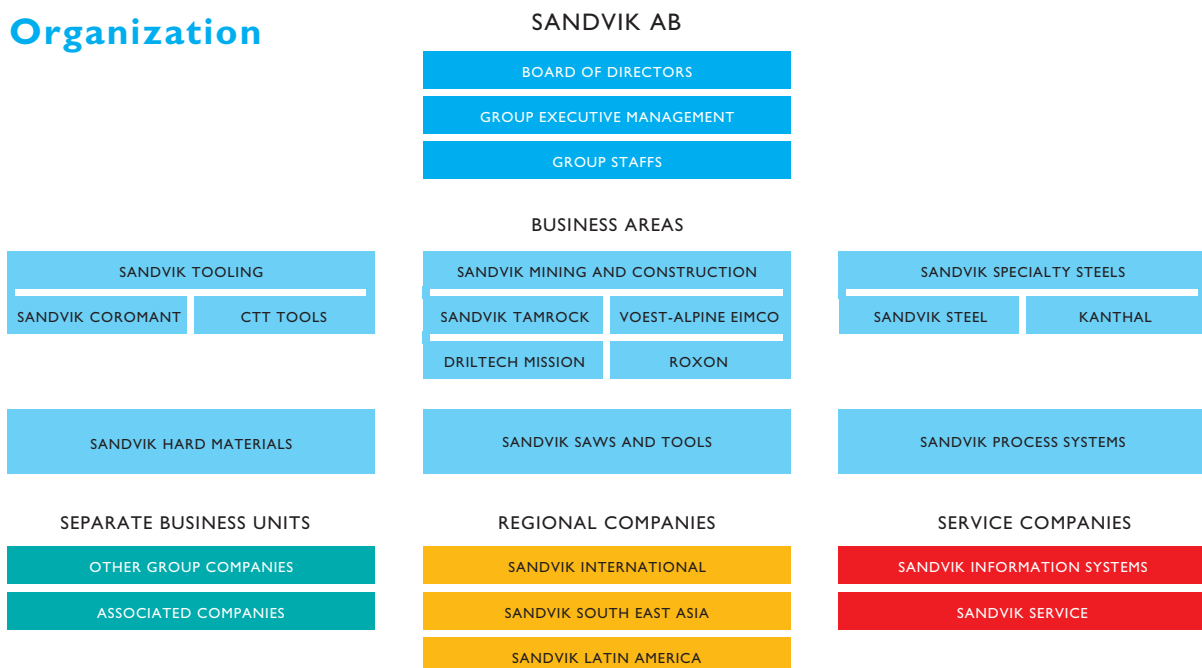 Organization
SANDVIK AB
BOARD OF DIRECTORS
GROUP EXECUTIVE MANAGEMENT
GROUP STAFFS
BUSINESS AREAS
SANDVIK TOOLING
SANDVIK COROMANT
CTT TOOLS
SANDVIK MINING AND CONSTRUCTION
SANDVIK TAMROCK
VOEST-ALPINE EIMCO
DRILTECH MISSION
ROXON
SANDVIK SPECIALTY STEELS
SANDVIK STEEL
KANTHAL
SANDVIK HARD MATERIALS
SANDVIK SAWS AND TOOLS
SANDVIK PROCESS SYSTEMS
SEPARATE BUSINESS UNITS
OTHER GROUP COMPANIES
ASSOCIATED COMPANIES
REGIONAL COMPANIES
SANDVIK INTERNATIONAL
SANDVIK SOUTH EAST ASIA
SANDVIK LATIN AMERICA
SERVICE COMPANIES
SANDVIK INFORMATION SYSTEMS
SANDVIK SERVICE